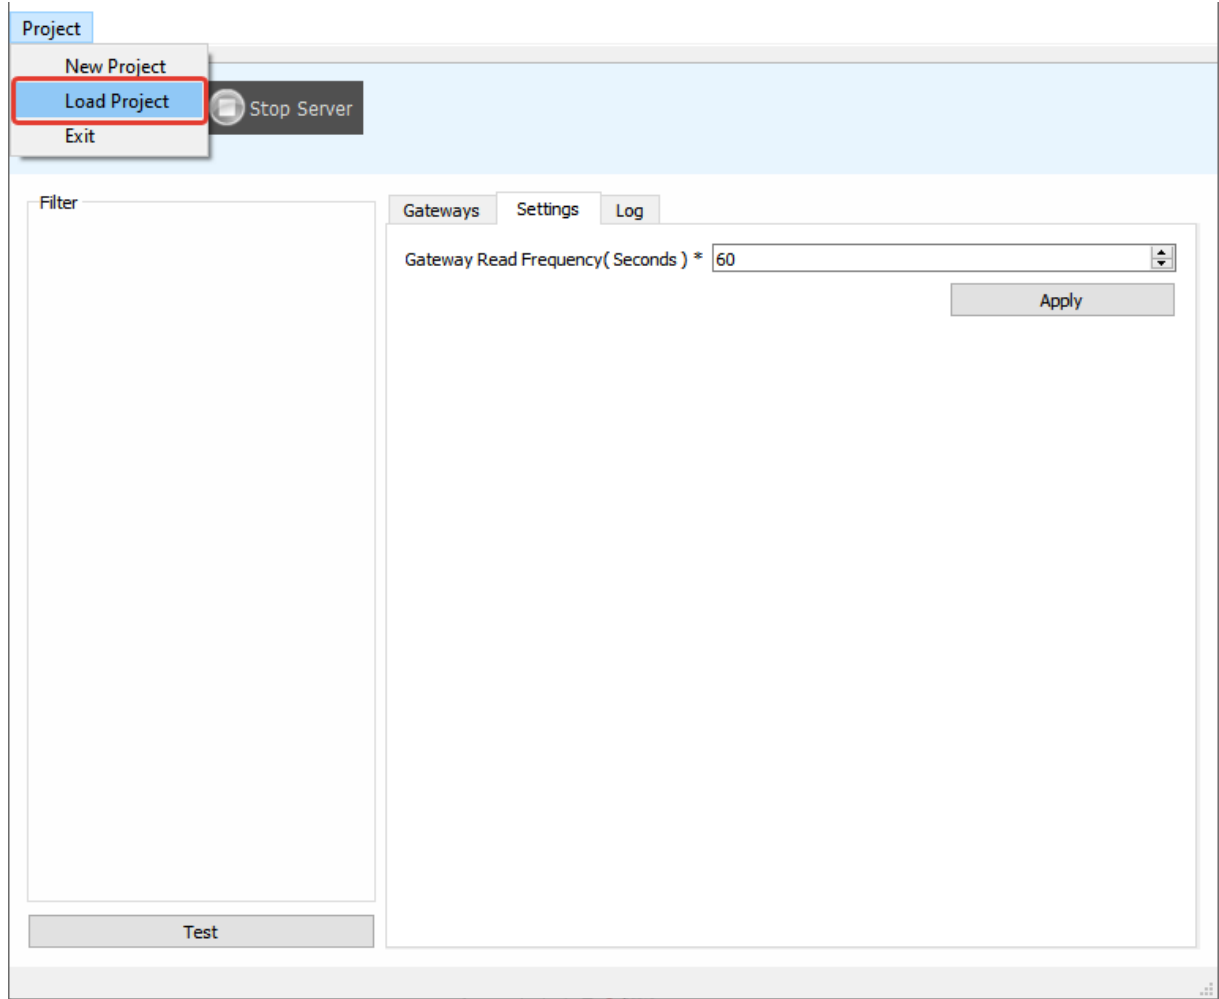 Project
New Project
Load Project
Exit
Stop Server
Filter
Gateways Settings Log
Gateway Read Frequency( Seconds ) * 60
Apply
Test